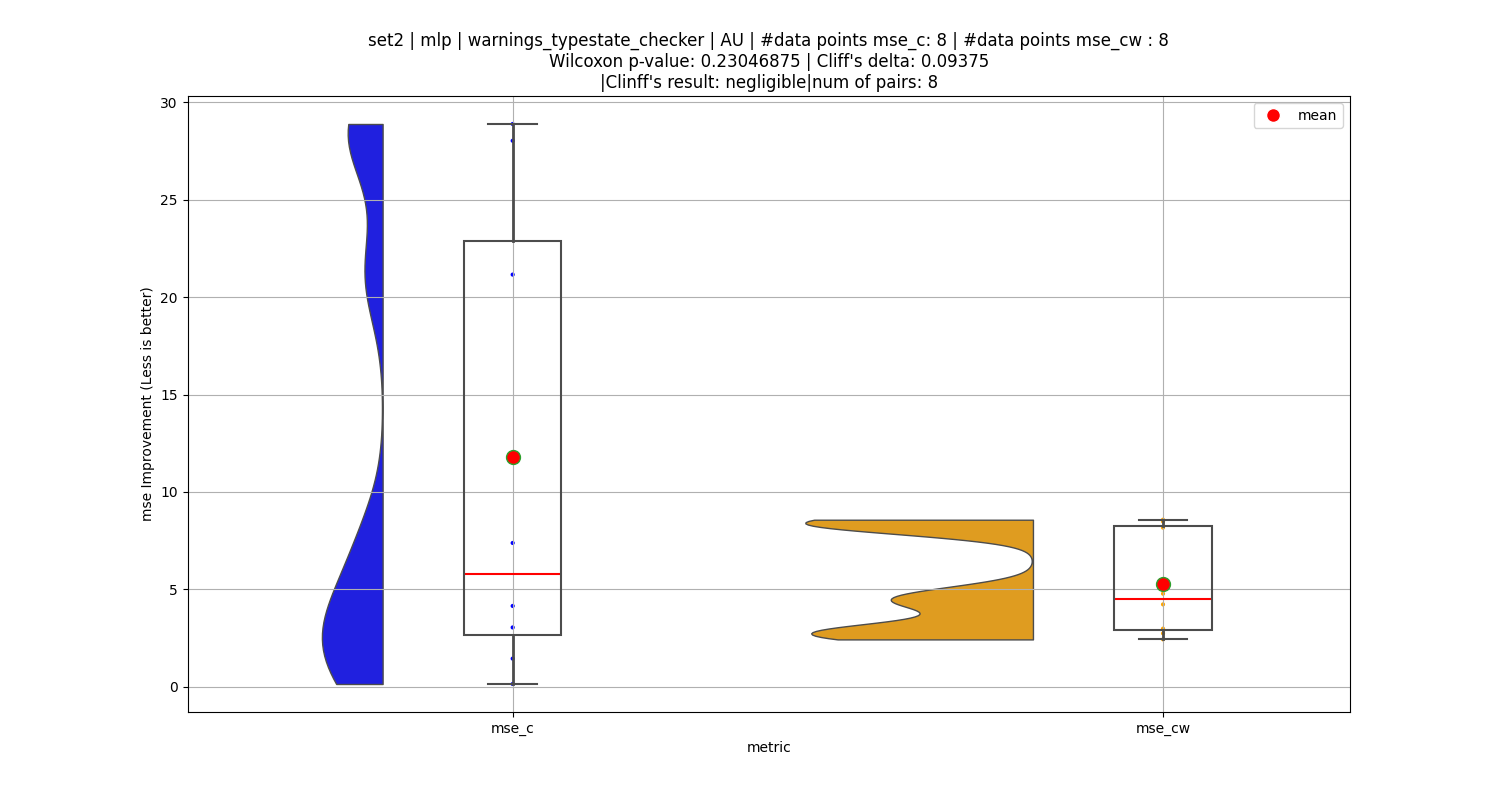 set2 | mlp | warnings_typestate_checker | AU | #data points mse_c: 8 | #data points mse_cw : 8
Wilcoxon p-value: 0.23046875 | Cliff's delta: 0.09375
|Clinff's result: negligible|num of pairs: 8
mean
30
25
20
15
10
5
0
mse Improvement (Less is better)
mse_c
mse_cw
metric